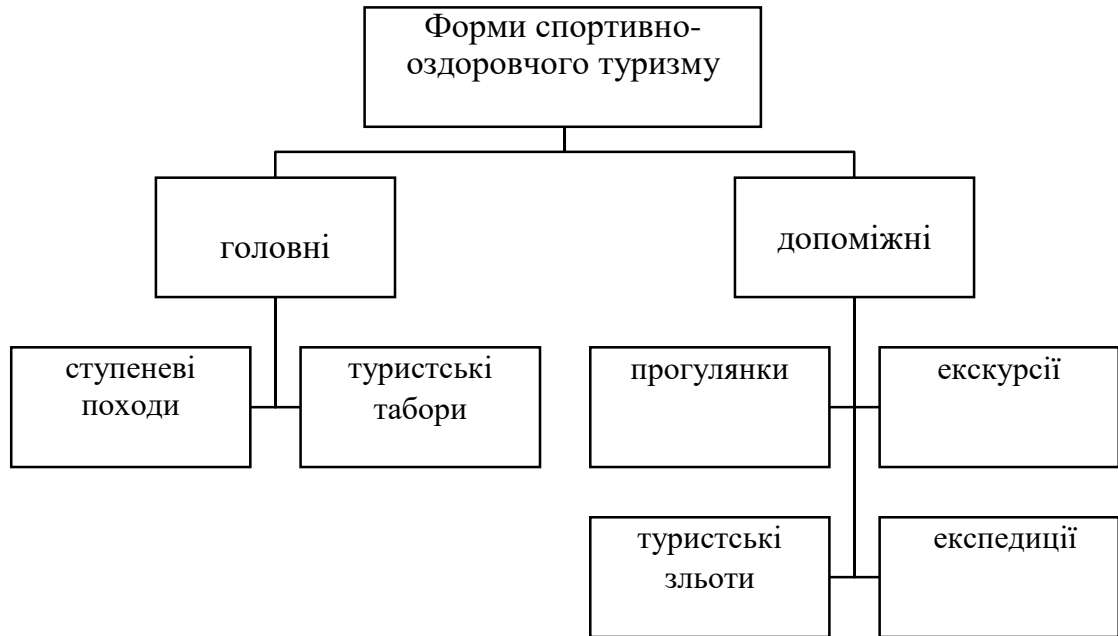 Форми спортивно-
оздоровчого туризму
головні
допоміжні
ступеневі
походи
туристські
табори
прогулянки
екскурсії
туристські
зльоти
експедиції